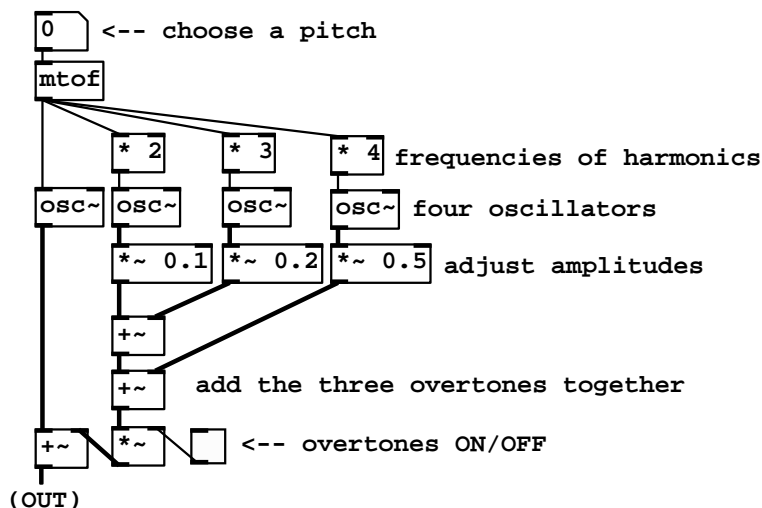 0 <-- choose a pitch
mtof
* 2 * 3 * 4 frequencies of harmonics
osc~ osc~ osc~ osc~ four oscillators
*~ 0.1 *~ 0.2 *~ 0.5 adjust amplitudes
+~
+~ add the three overtones together
+~ *~ <-- overtones ON/OFF
(OUT)